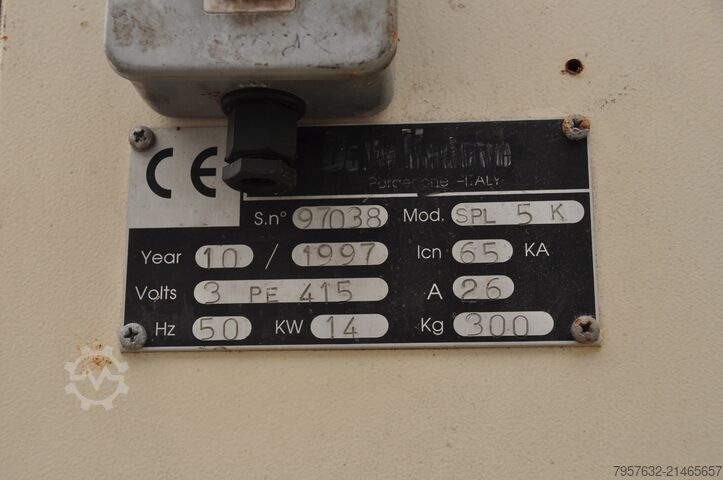 CE
Pordenone - ITALY
S.n° 97038 Mod. SPL 5 K
Year 10 / 1997 Icn 65 KA
Volts 3 PE 415 A 26
Hz 50 KW 14 Kg 300
7957632-21465657